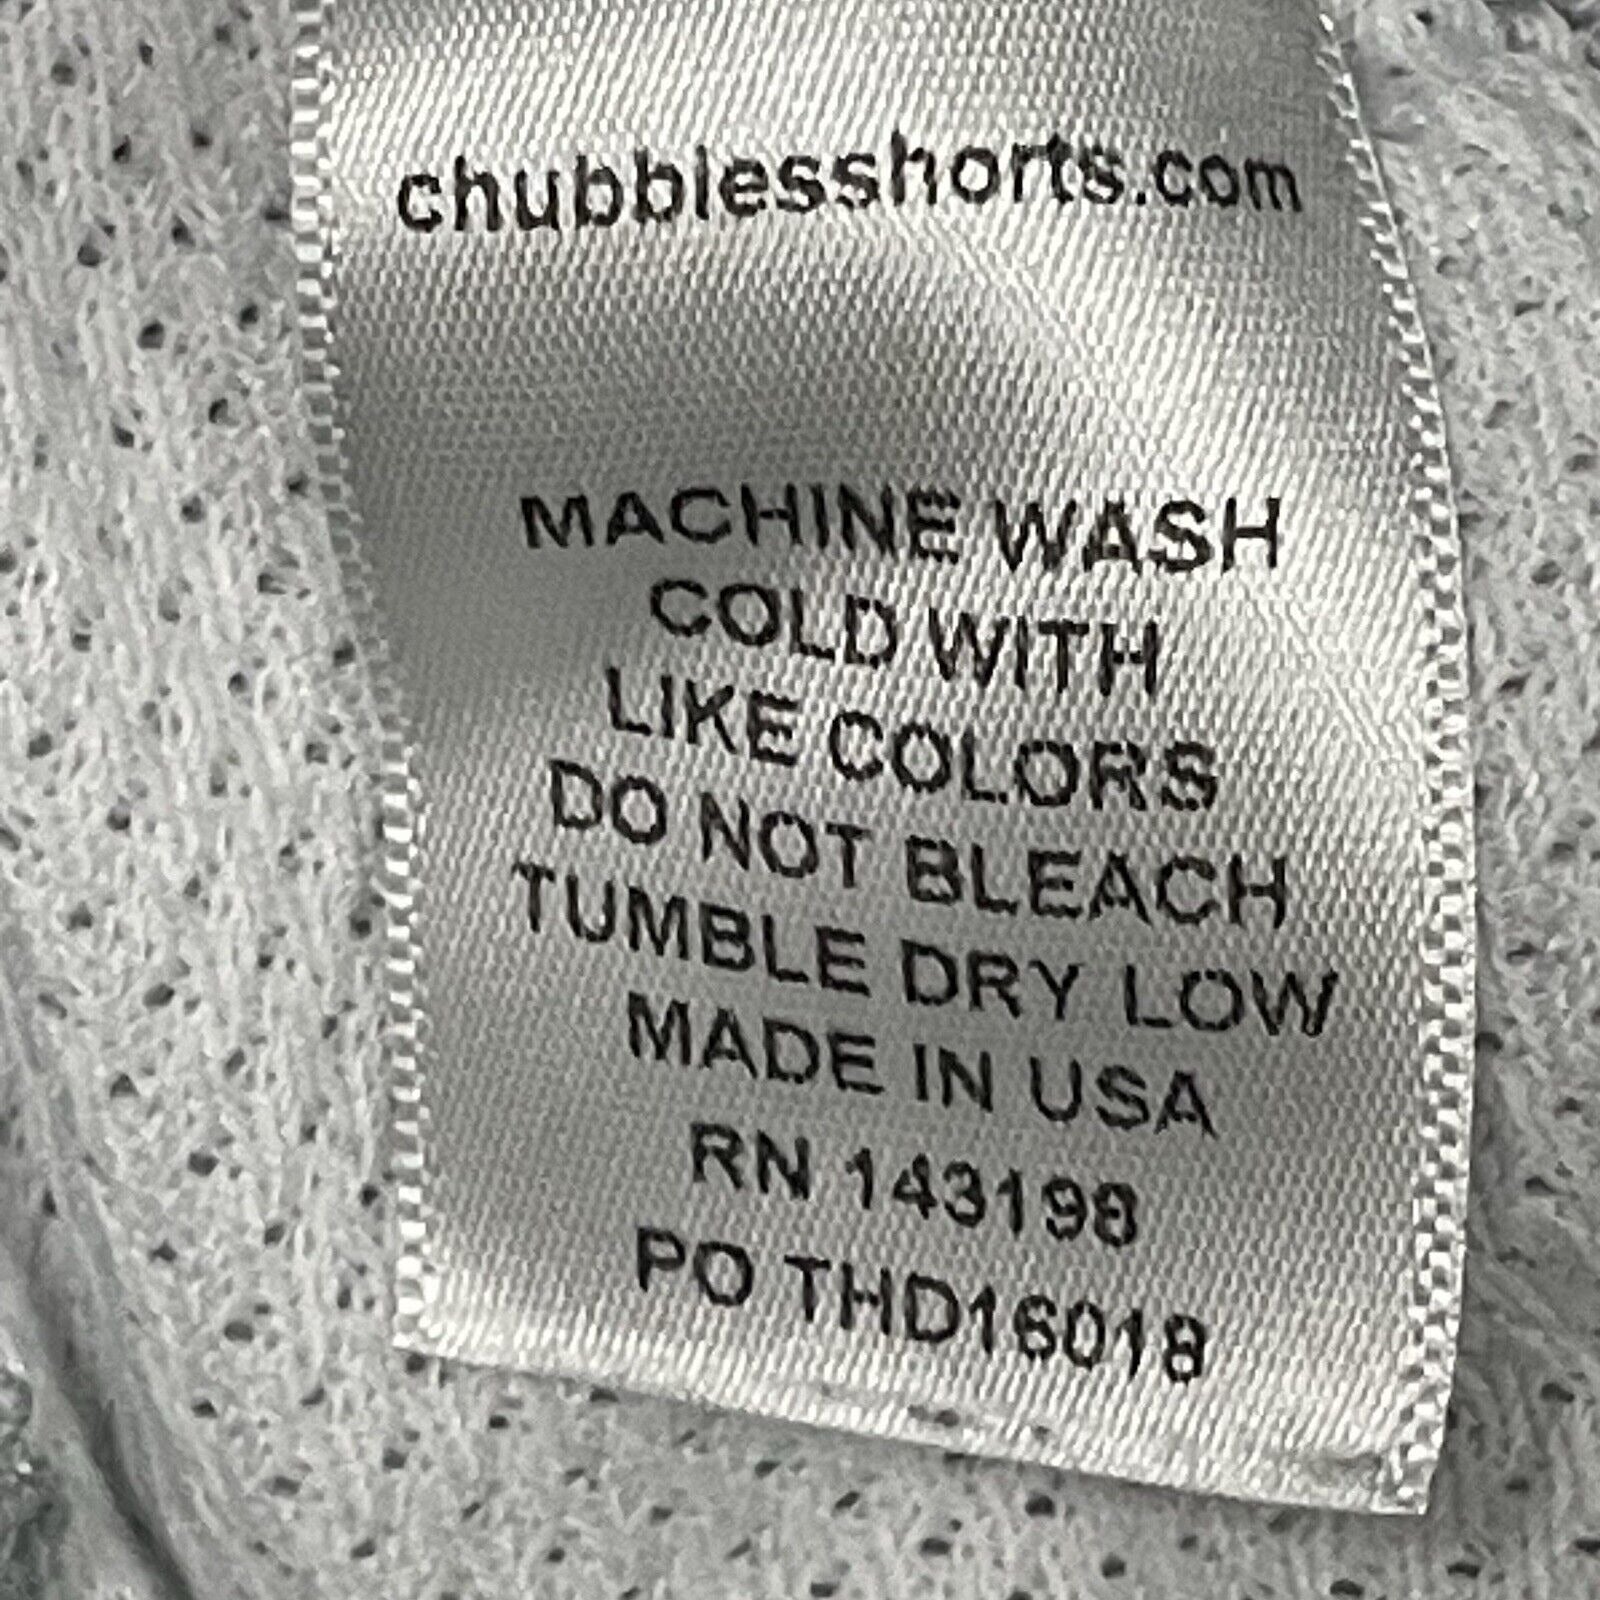 chubbiesshorts.com
MACHINE WASH
COLD WITH
LIKE COLORS
DO NOT BLEACH
TUMBLE DRY LOW
MADE IN USA
RN 143198
PO THD16018